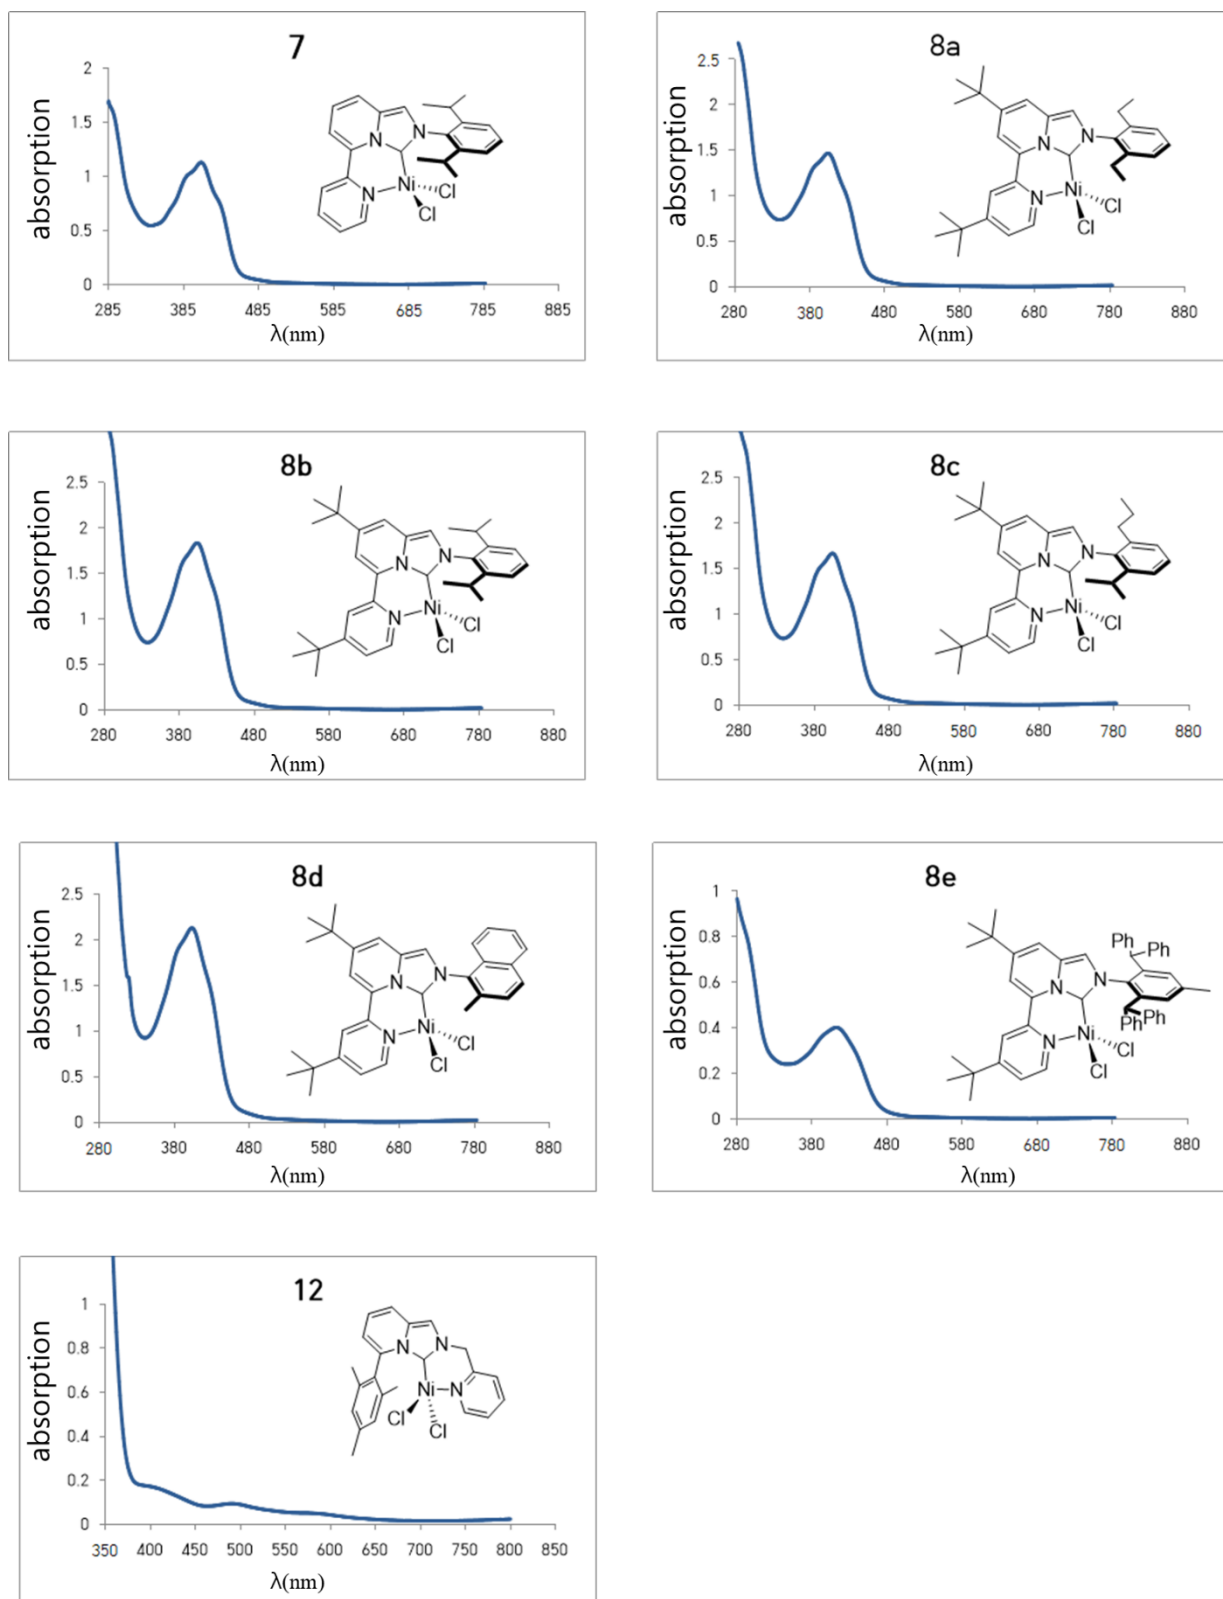 7
absorption
2
1.5
1
0.5
0
285 385 485 585 685 785 885
λ(nm)
N
N
N
Ni
Cl
Cl
8a
absorption
2.5
2
1.5
1
0.5
0
280 380 480 580 680 780 880
λ(nm)
N
N
N
Ni
Cl
Cl
8b
absorption
2.5
2
1.5
1
0.5
0
280 380 480 580 680 780 880
λ(nm)
N
N
N
Ni
Cl
Cl
8c
absorption
2.5
2
1.5
1
0.5
0
280 380 480 580 680 780 880
λ(nm)
N
N
N
Ni
Cl
Cl
8d
absorption
2.5
2
1.5
1
0.5
0
280 380 480 580 680 780 880
λ(nm)
N
N
N
Ni
Cl
Cl
8e
absorption
1
0.8
0.6
0.4
0.2
0
280 380 480 580 680 780 880
λ(nm)
Ph
Ph
N
N
Ph
Ph
N
Ni
Cl
Cl
12
absorption
1
0.8
0.6
0.4
0.2
0
350 400 450 500 550 600 650 700 750 800 850
λ(nm)
N
N
Ni
N
Cl
Cl